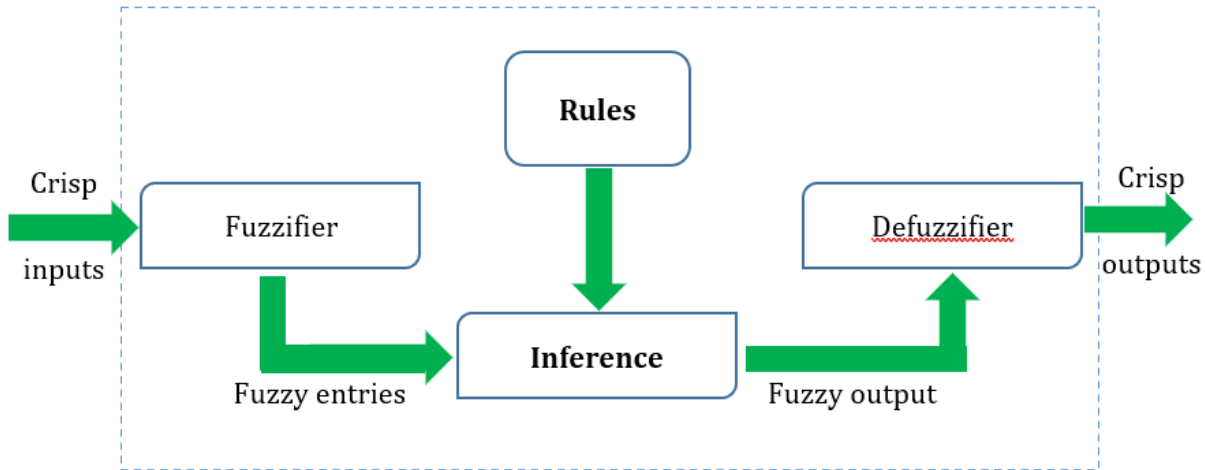 Rules
Crisp
inputs
Fuzzifier
Defuzzifier
Crisp
outputs
Inference
Fuzzy entries
Fuzzy output